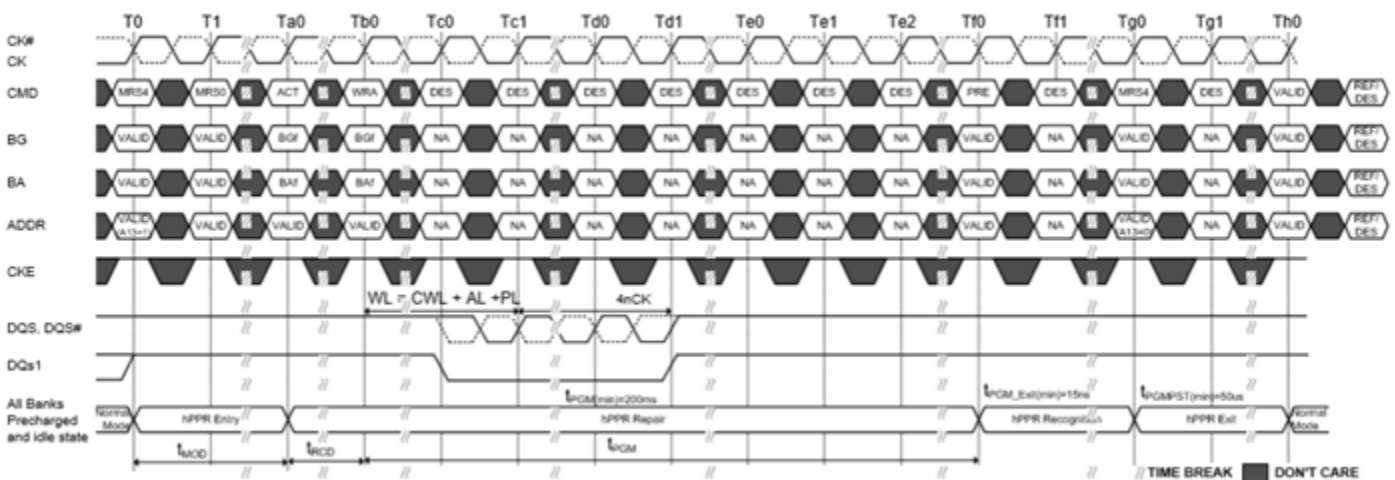 T0 T1 Ta0 Tb0 Tc0 Tc1 Td0 Td1 Te0 Te1 Te2 Tf0 Tf1 Tg0 Tg1 Th0
CK#
CK
CMD MRS4 MRS0 ACT WRA DES DES DES DES DES DES DES PRE DES MRS4 DES VALID REF/ DES
BG VALID VALID BGf BGf NA NA NA NA NA NA NA VALID NA VALID NA VALID REF/ DES
BA VALID VALID BAf BAf NA NA NA NA NA NA NA VALID NA VALID NA VALID REF/ DES
ADDR VALID (A13=1) VALID VALID VALID NA NA NA NA NA NA NA VALID NA VALID (A13=0) NA VALID REF/ DES
CKE
WL = CWL + AL +PL 4nCK
DQS, DQS#
DQs1
All Banks
Precharged
and idle state
tPGM(min)=200ms tPGM_Exit(min)=15ns tPGMPST(min)=50us
Normal Mode hPPR Entry hPPR Repair hPPR Recognition hPPR Exit Normal Mode
tMOD tRCD tPGM
TIME BREAK DON'T CARE